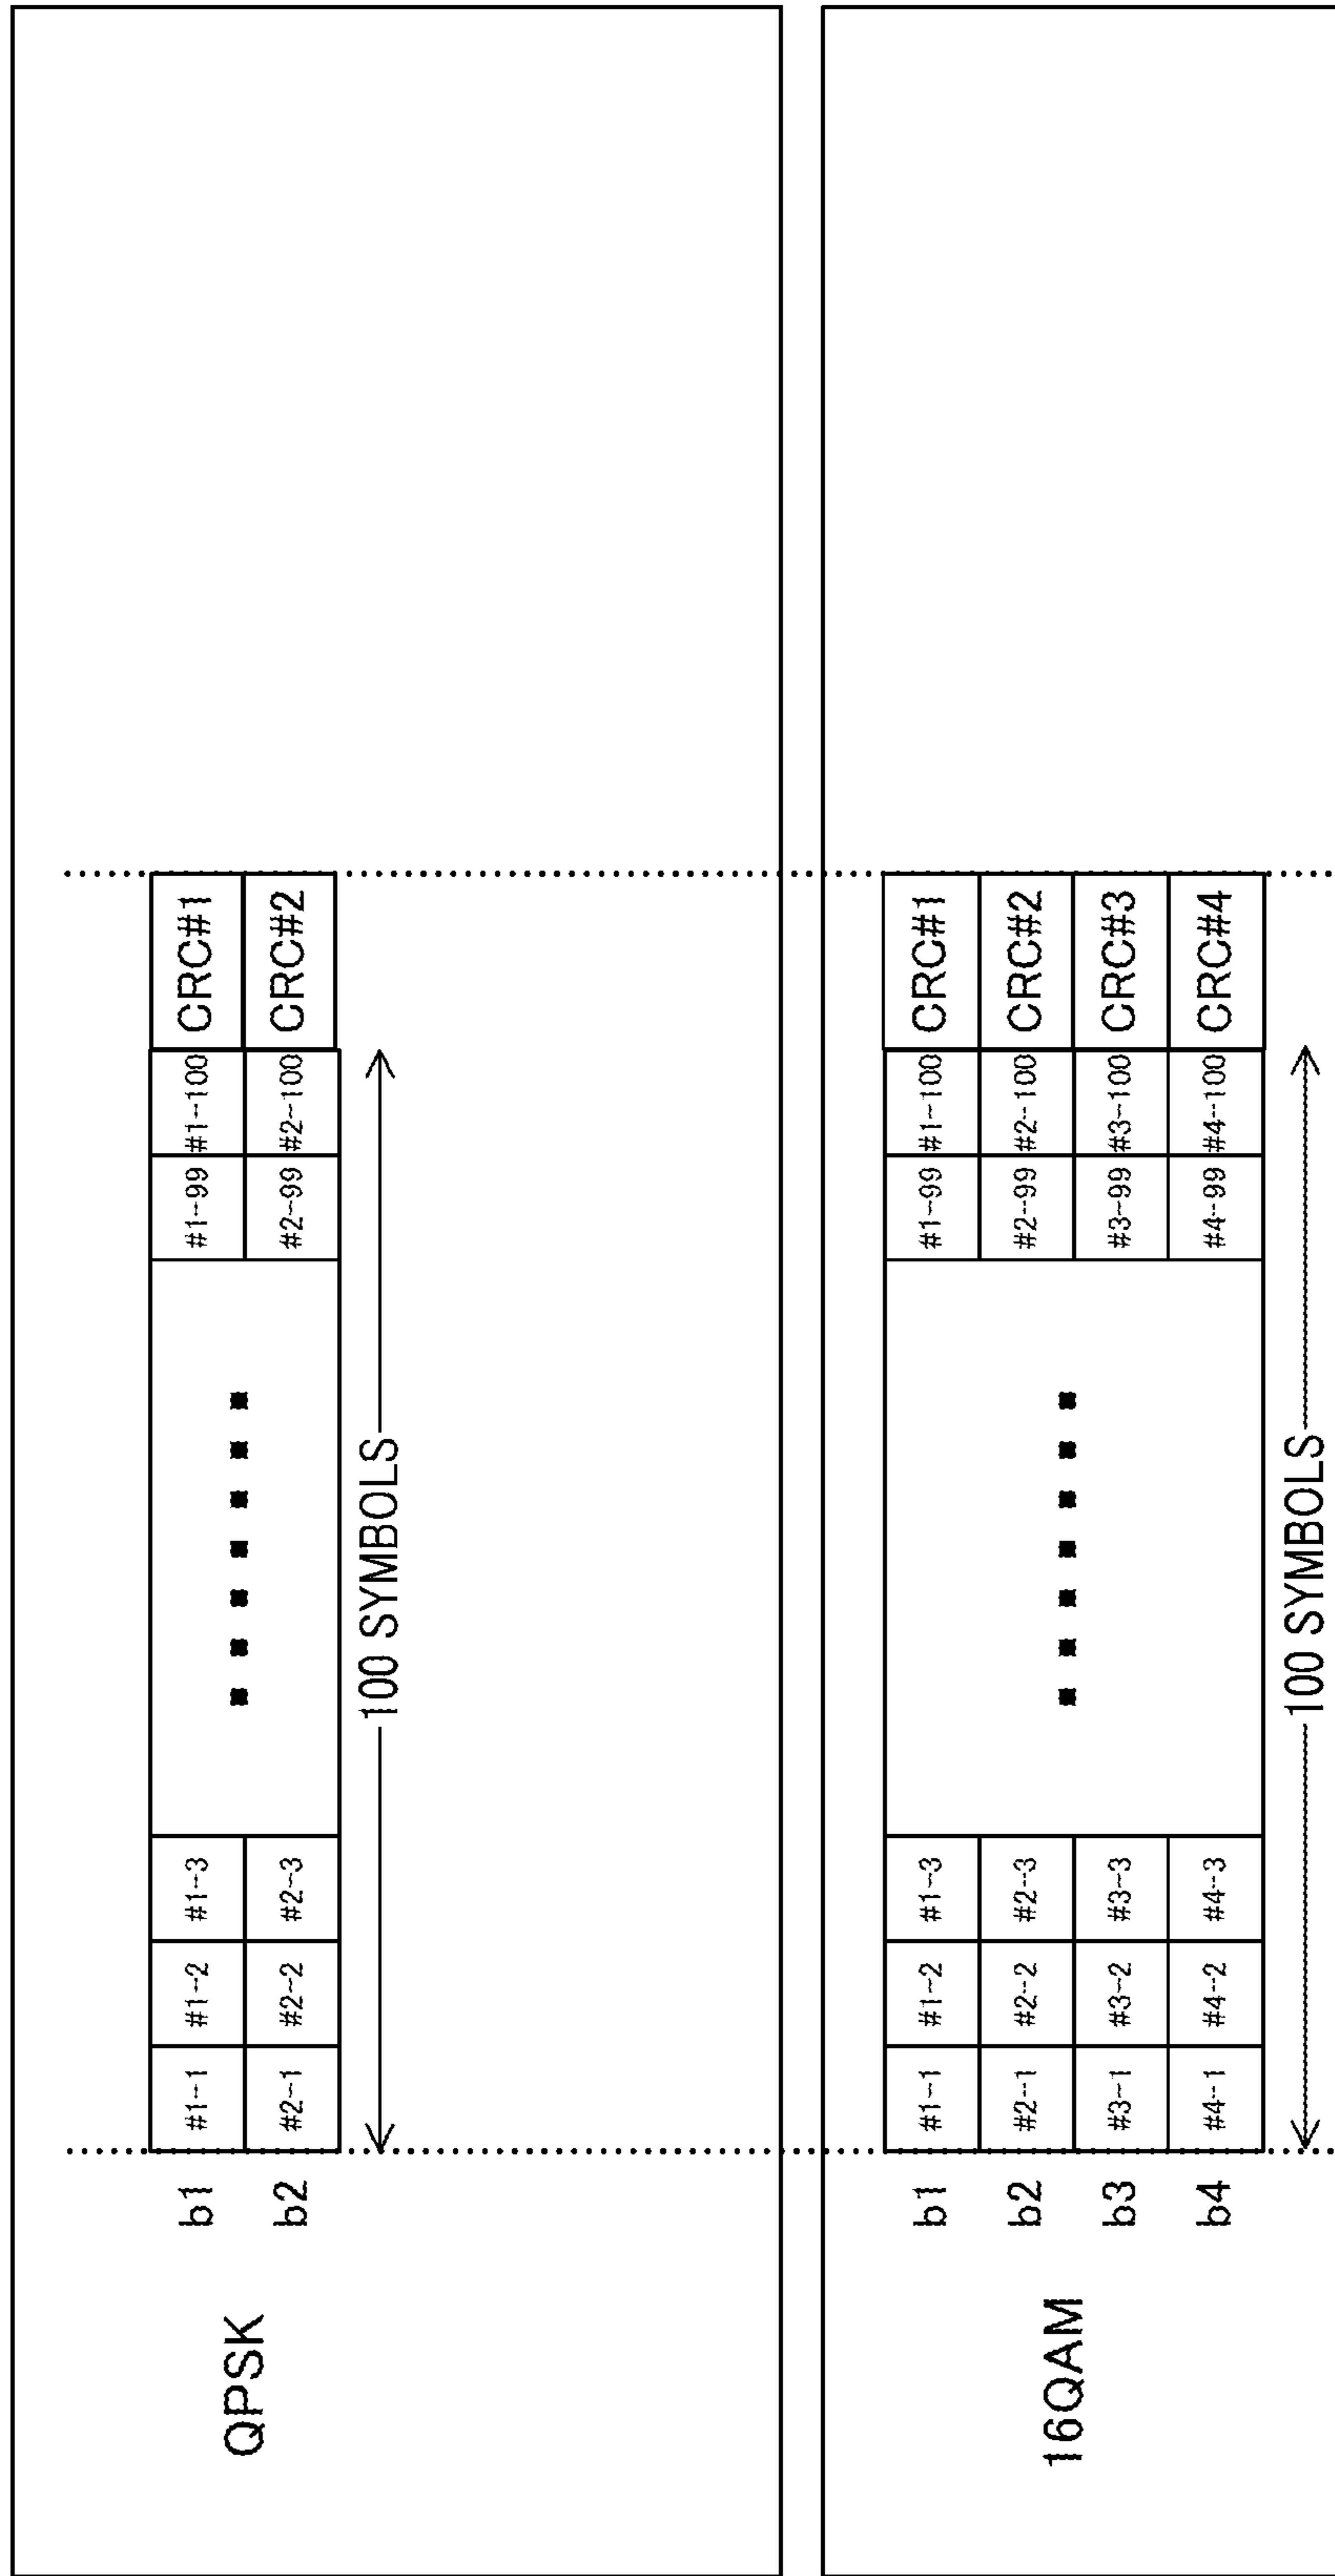 QPSK
b1 #1-1 #1-2 #1-3 #1-99 #1-100 CRC#1
b2 #2-1 #2-2 #2-3 #2-99 #2-100 CRC#2
100 SYMBOLS
16QAM
b1 #1-1 #1-2 #1-3 #1-99 #1-100 CRC#1
b2 #2-1 #2-2 #2-3 #2-99 #2-100 CRC#2
b3 #3-1 #3-2 #3-3 #3-99 #3-100 CRC#3
b4 #4-1 #4-2 #4-3 #4-99 #4-100 CRC#4
100 SYMBOLS